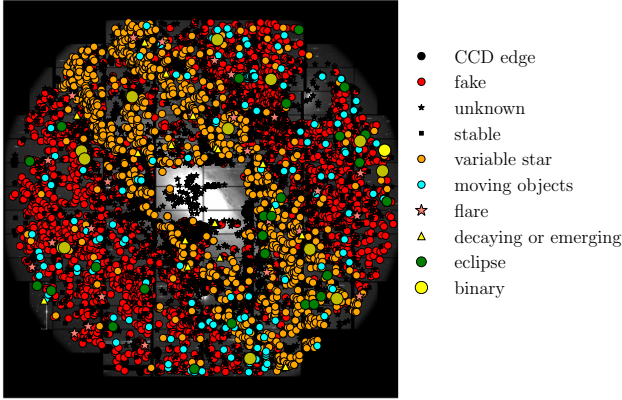 CCD edge
fake
unknown
stable
variable star
moving objects
flare
decaying or emerging
eclipse
binary